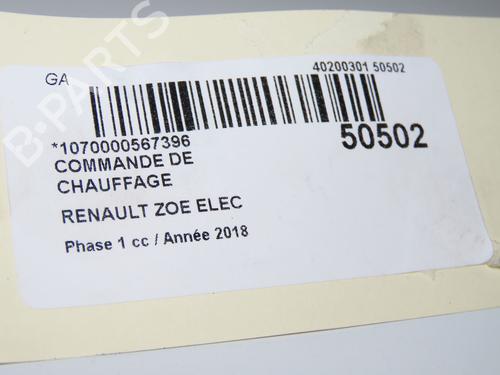 GA
40200301 50502
*1070000567396
50502
COMMANDE DE
CHAUFFAGE
RENAULT ZOE ELEC
Phase 1 cc / Année 2018
B-PARTS